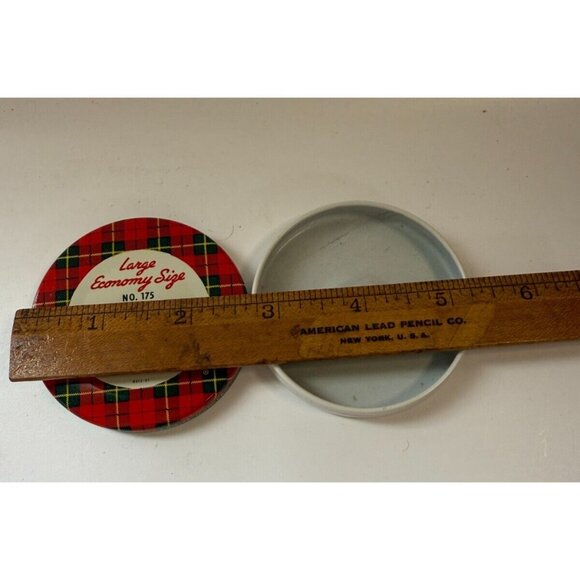 Large
Economy Size
NO. 175
1 2 3 4 5 6
AMERICAN LEAD PENCIL CO.
NEW YORK, U. S. A.